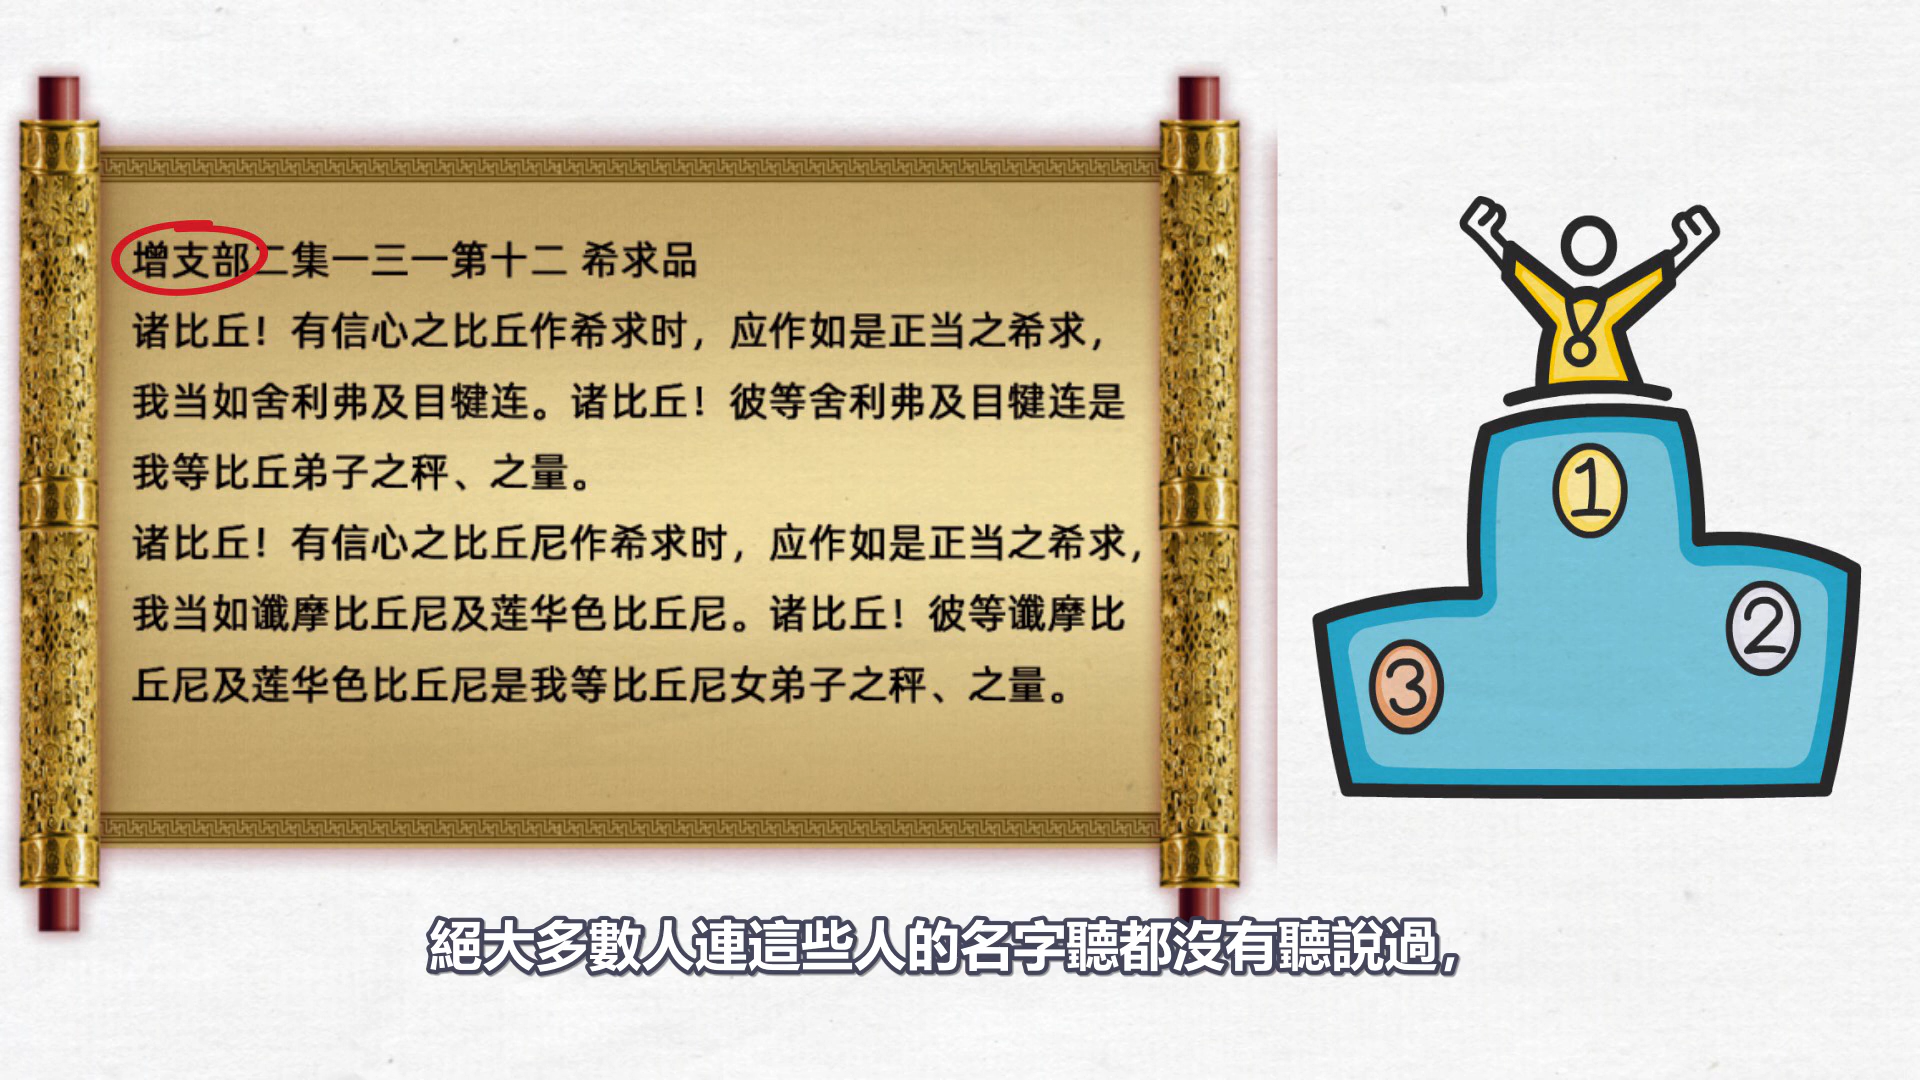 增支部二集一三一第十二 希求品
诸比丘！有信心之比丘作希求时，应作如是正当之希求，
我当如舍利弗及目犍连。诸比丘！彼等舍利弗及目犍连是
我等比丘弟子之秤、之量。
诸比丘！有信心之比丘尼作希求时，应作如是正当之希求，
我当如谶摩比丘尼及莲华色比丘尼。诸比丘！彼等谶摩比
丘尼及莲华色比丘尼是我等比丘尼女弟子之秤、之量。
1
2
3
絕大多數人連這些人的名字聽都沒有聽說過，